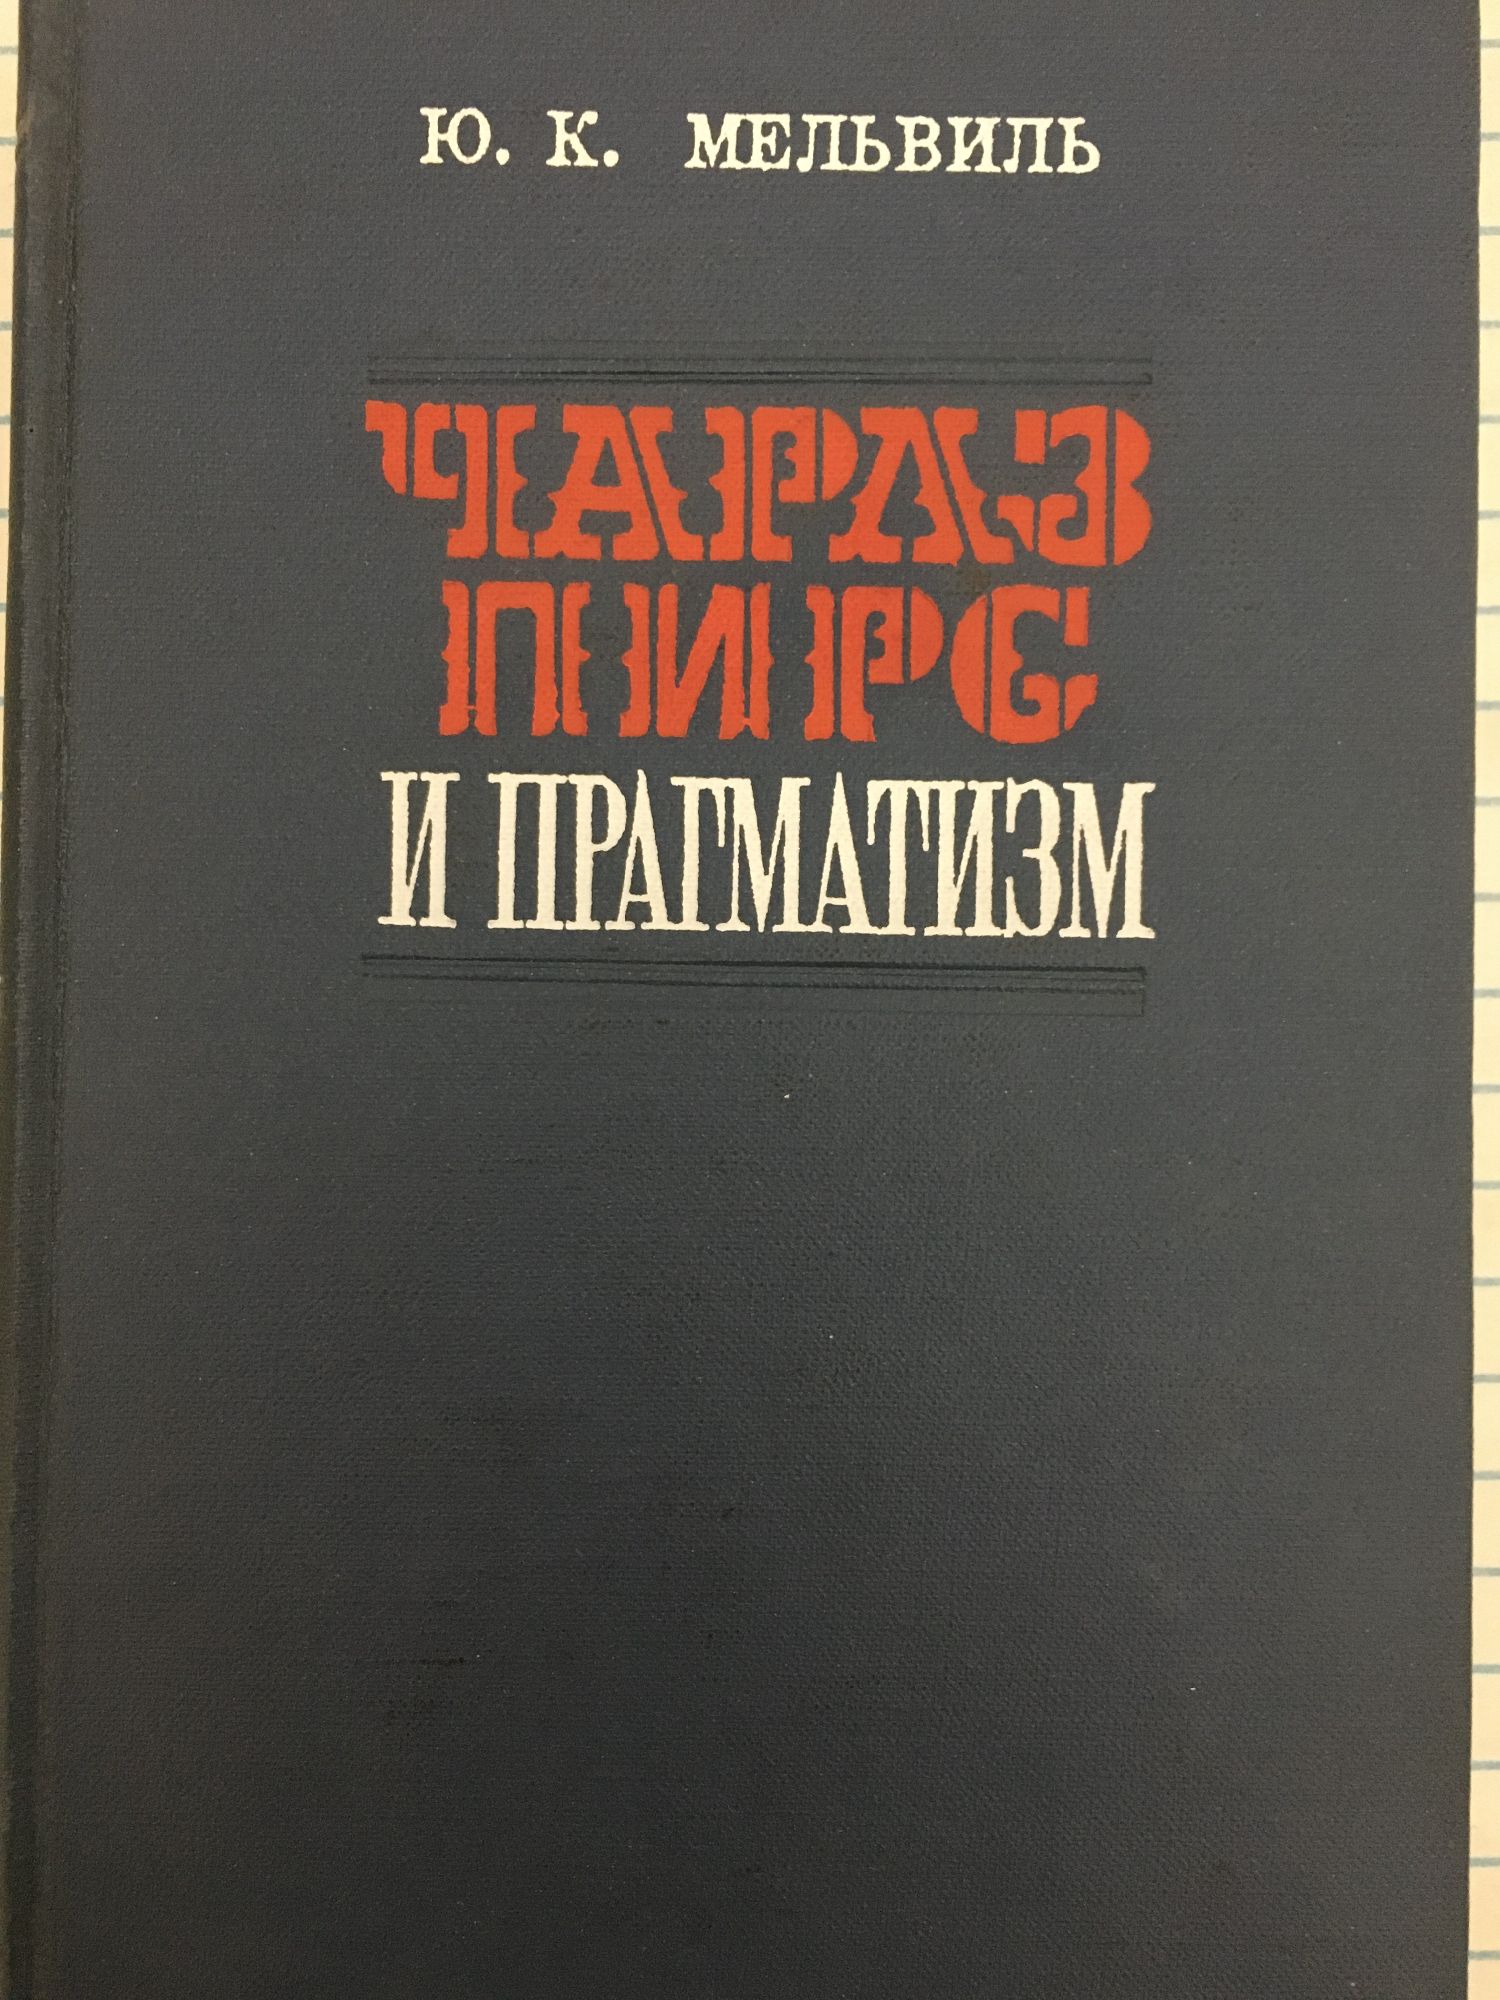 Ю. К. МЕЛЬВИЛЬ
ЧАРЛЗ
ПИРС
И ПРАГМАТИЗМ